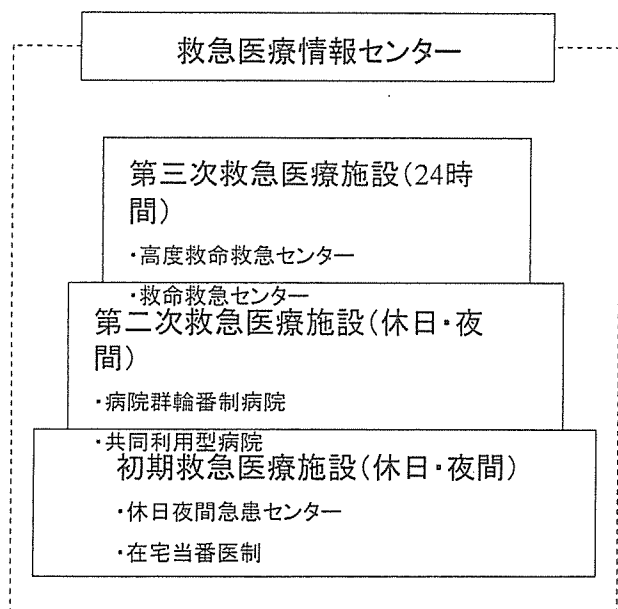 救急医療情報センター
第三次救急医療施設(24時
間)
・高度救命救急センター
・救命救急センター
第二次救急医療施設(休日・夜
間)
・病院群輪番制病院
・共同利用型病院
初期救急医療施設(休日・夜間)
・休日夜間急患センター
・在宅当番医制